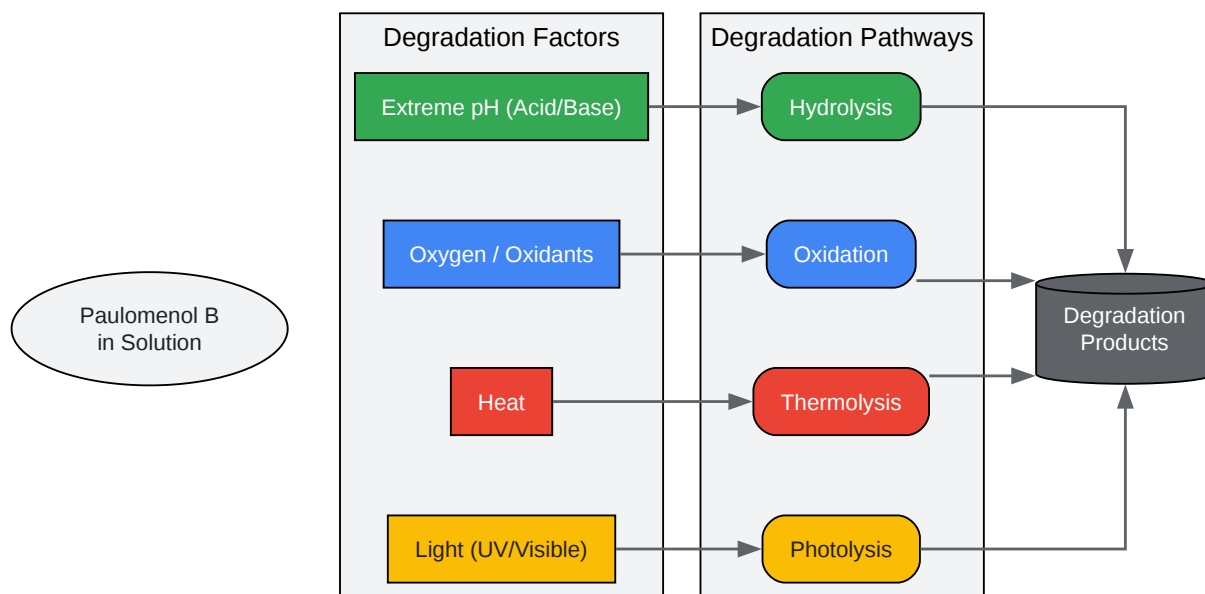 Degradation Factors
Degradation Pathways
Extreme pH (Acid/Base)
Hydrolysis
Oxygen / Oxidants
Oxidation
Paulomenol B
in Solution
Degradation
Products
Heat
Thermolysis
Light (UV/Visible)
Photolysis